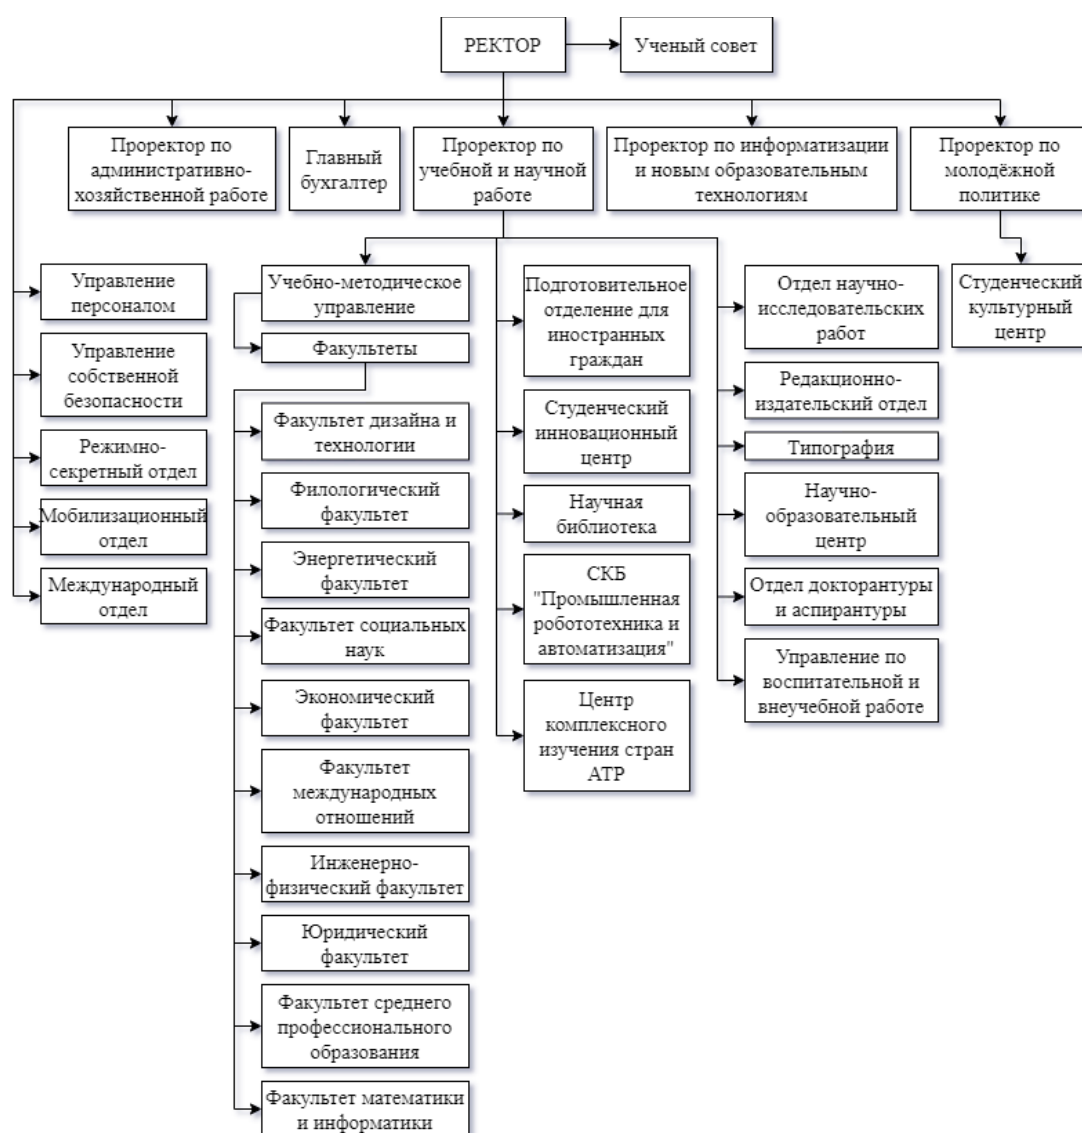 РЕКТОР
Ученый совет
Проректор по
административно-
хозяйственной работе
Главный
бухгалтер
Проректор по
учебной и научной
работе
Проректор по информатизации
и новым образовательным
технологиям
Проректор по
молодёжной
политике
Управление
персоналом
Управление
собственной
безопасности
Режимно-
секретный отдел
Мобилизационный
отдел
Международный
отдел
Учебно-методическое
управление
Факультеты
Факультет дизайна и
технологии
Филологический
факультет
Энергетический
факультет
Факультет социальных
наук
Экономический
факультет
Факультет
международных
отношений
Инженерно-
физический факультет
Юридический
факультет
Факультет среднего
профессионального
образования
Факультет математики
и информатики
Подготовительное
отделение для
иностранных
граждан
Студенческий
инновационный
центр
Научная
библиотека
СКБ
"Промышленная
робототехника и
автоматизация"
Центр
комплексного
изучения стран
АТР
Отдел научно-
исследовательских
работ
Редакционно-
издательский отдел
Типография
Научно-
образовательный
центр
Отдел докторантуры
и аспирантуры
Управление по
воспитательной и
внеучебной работе
Студенческий
культурный
центр